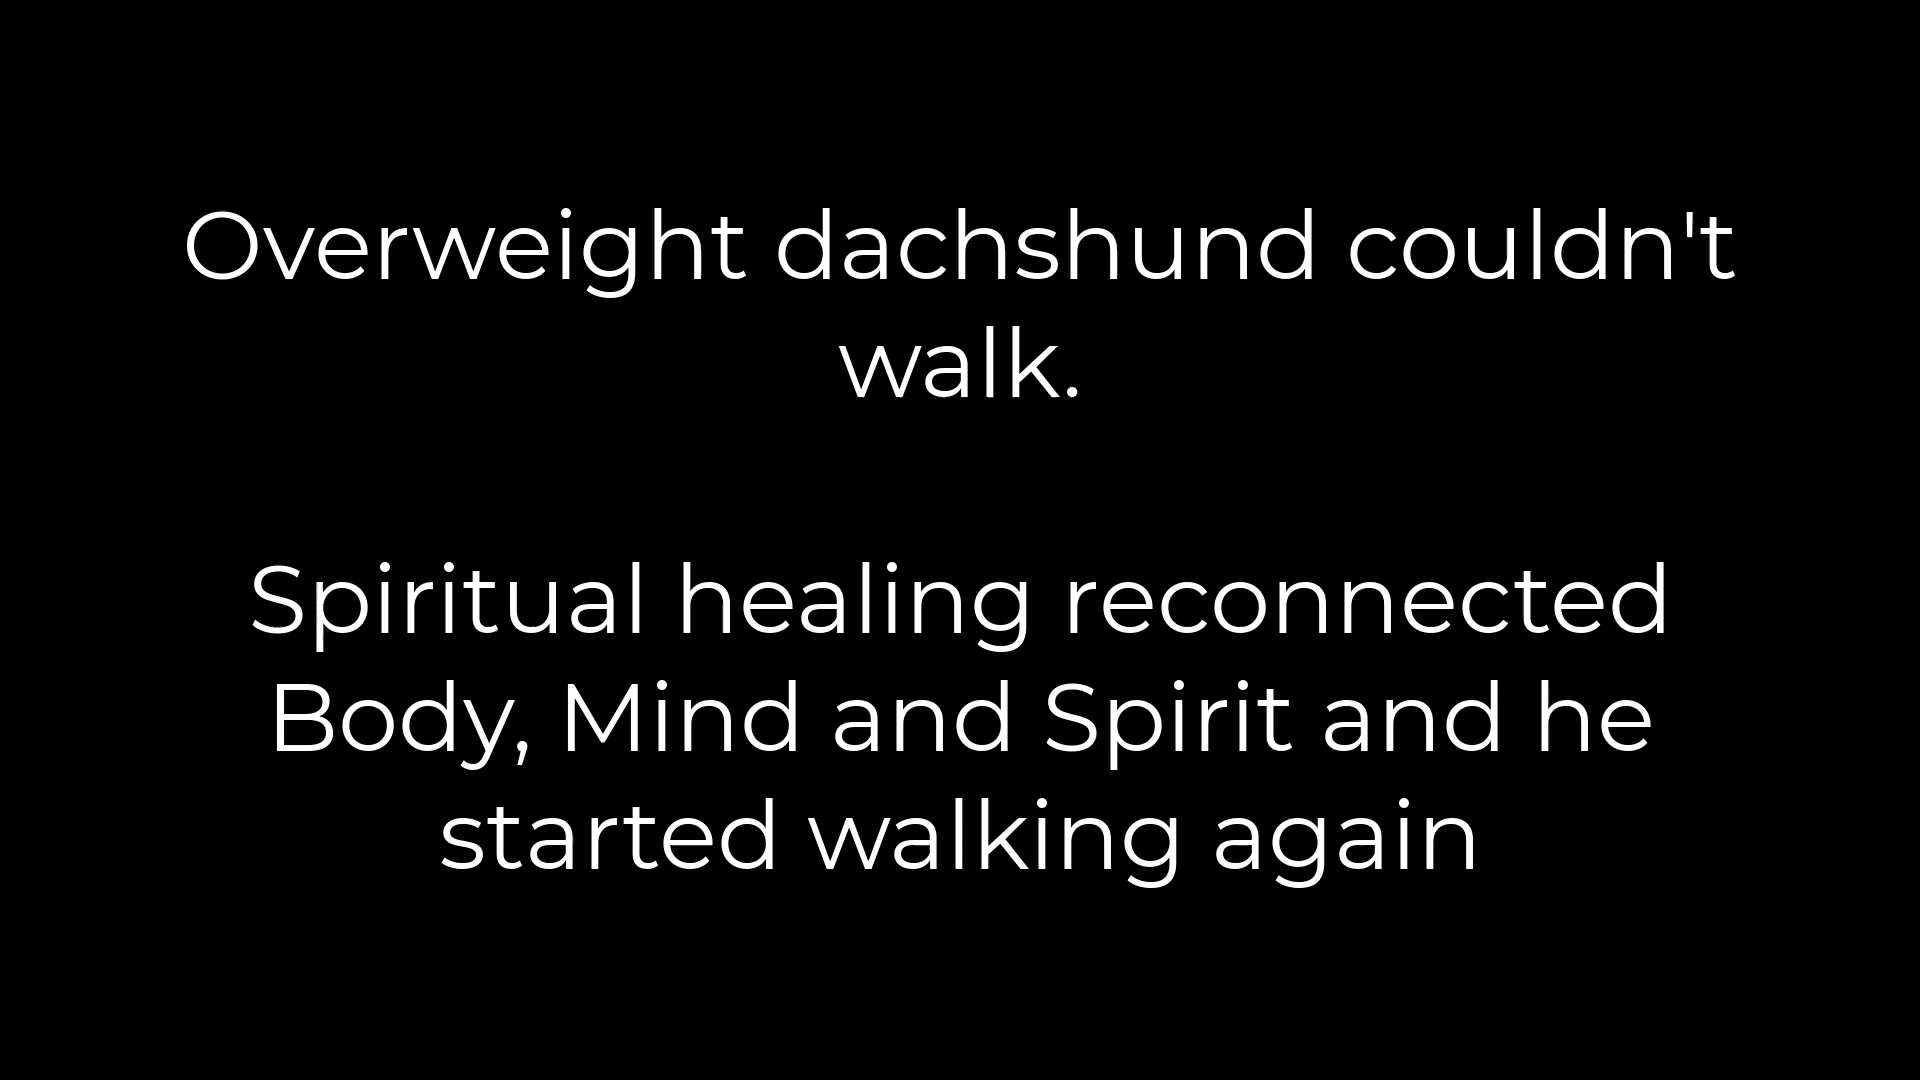 Overweight dachshund couldn't
walk.
Spiritual healing reconnected
Body, Mind and Spirit and he
started walking again